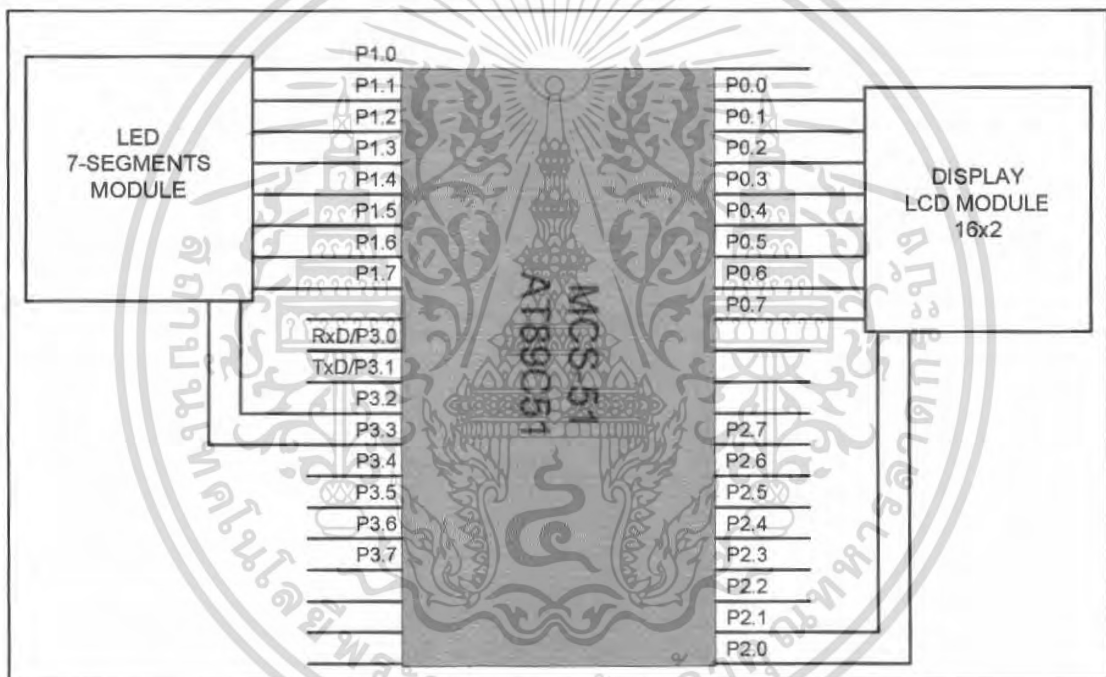 LED
7-SEGMENTS
MODULE
P1.0
P1.1
P1.2
P1.3
P1.4
P1.5
P1.6
P1.7
RxD/P3.0
TxD/P3.1
P3.2
P3.3
P3.4
P3.5
P3.6
P3.7
MCS-51
AT89C51
P0.0
P0.1
P0.2
P0.3
P0.4
P0.5
P0.6
P0.7
P2.7
P2.6
P2.5
P2.4
P2.3
P2.2
P2.1
P2.0
DISPLAY
LCD MODULE
16x2